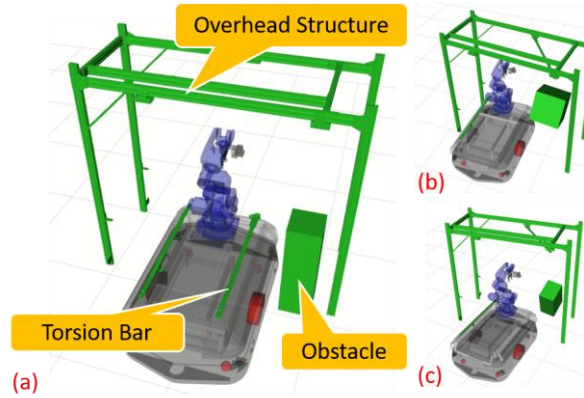 Overhead Structure
(b)
Torsion Bar
Obstacle
(a)
(c)